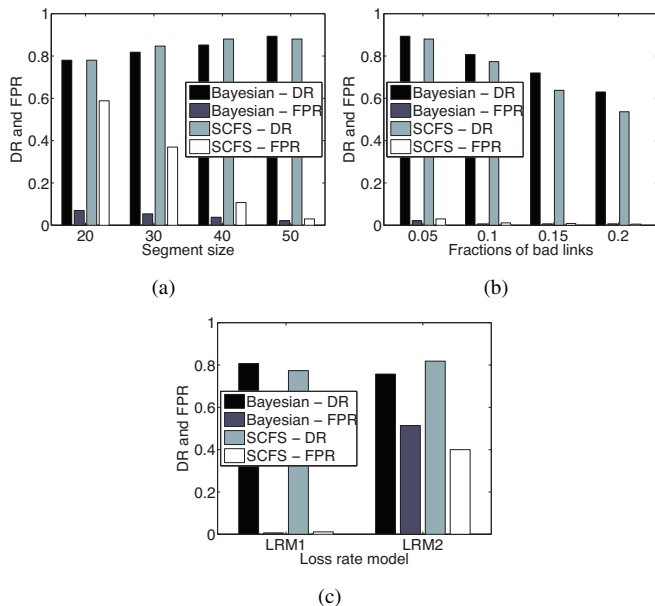 1
0.8
0.6
0.4
0.2
0
DR and FPR
Bayesian – DR
Bayesian – FPR
SCFS – DR
SCFS – FPR
20 30 40 50
Segment size
(a)
1
0.8
0.6
0.4
0.2
0
DR and FPR
Bayesian – DR
Bayesian – FPR
SCFS – DR
SCFS – FPR
0.05 0.1 0.15 0.2
Fractions of bad links
(b)
1
0.8
0.6
0.4
0.2
0
DR and FPR
Bayesian – DR
Bayesian – FPR
SCFS – DR
SCFS – FPR
LRM1 LRM2
Loss rate model
(c)